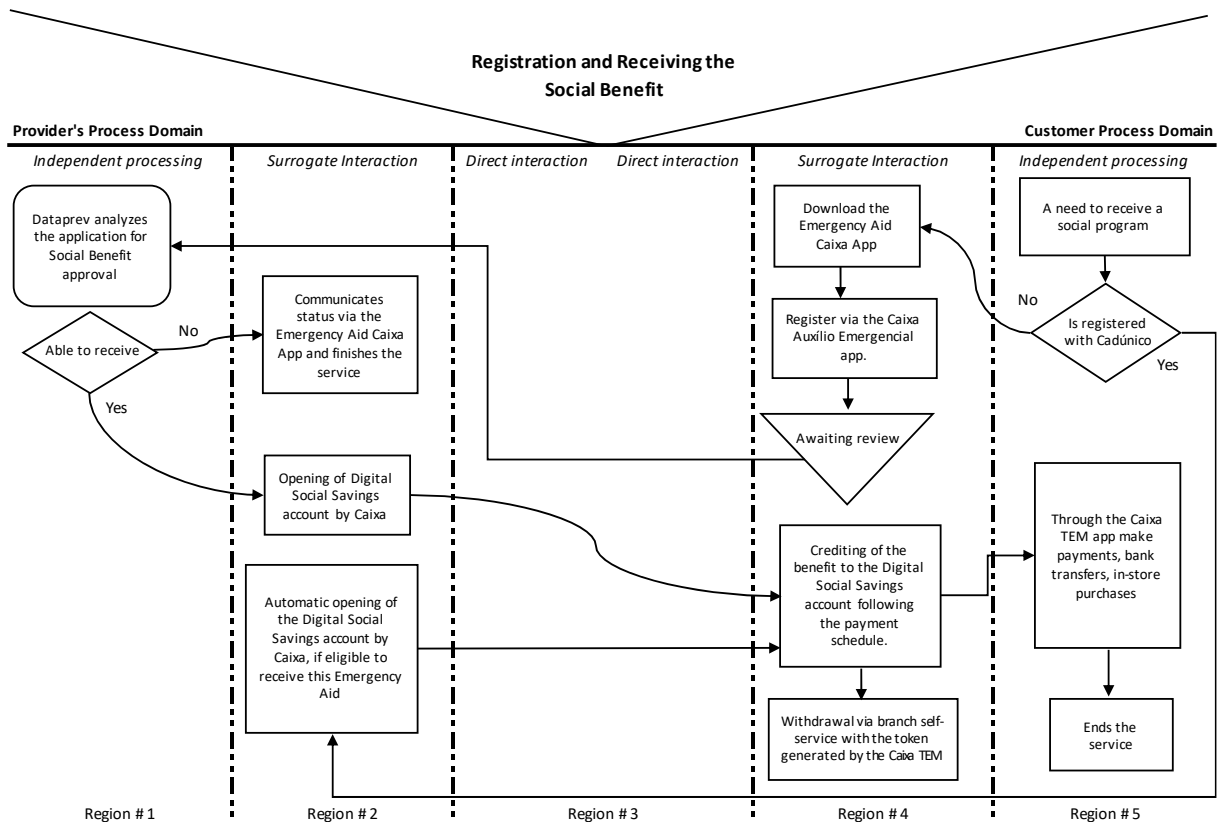 Registration and Receiving the
Social Benefit
Provider's Process Domain
Customer Process Domain
Independent processing
Surrogate Interaction
Direct interaction
Direct interaction
Surrogate Interaction
Independent processing
Dataprev analyzes
the application for
Social Benefit
approval
Able to receive
No
Yes
Communicates
status via the
Emergency Aid Caixa
App and finishes the
service
Opening of Digital
Social Savings
account by Caixa
Automatic opening of
the Digital Social
Savings account by
Caixa, if eligible to
receive this Emergency
Aid
Download the
Emergency Aid
Caixa App
Register via the Caixa
Auxílio Emergencial
app.
Awaiting review
Crediting of the
benefit to the Digital
Social Savings
account following
the payment
schedule.
Withdrawal via branch self-
service with the token
generated by the Caixa TEM
A need to receive a
social program
No
Is registered
with Cadúnico
Yes
Through the Caixa
TEM app make
payments, bank
transfers, in-store
purchases
Ends the
service
Region # 1
Region # 2
Region # 3
Region # 4
Region # 5